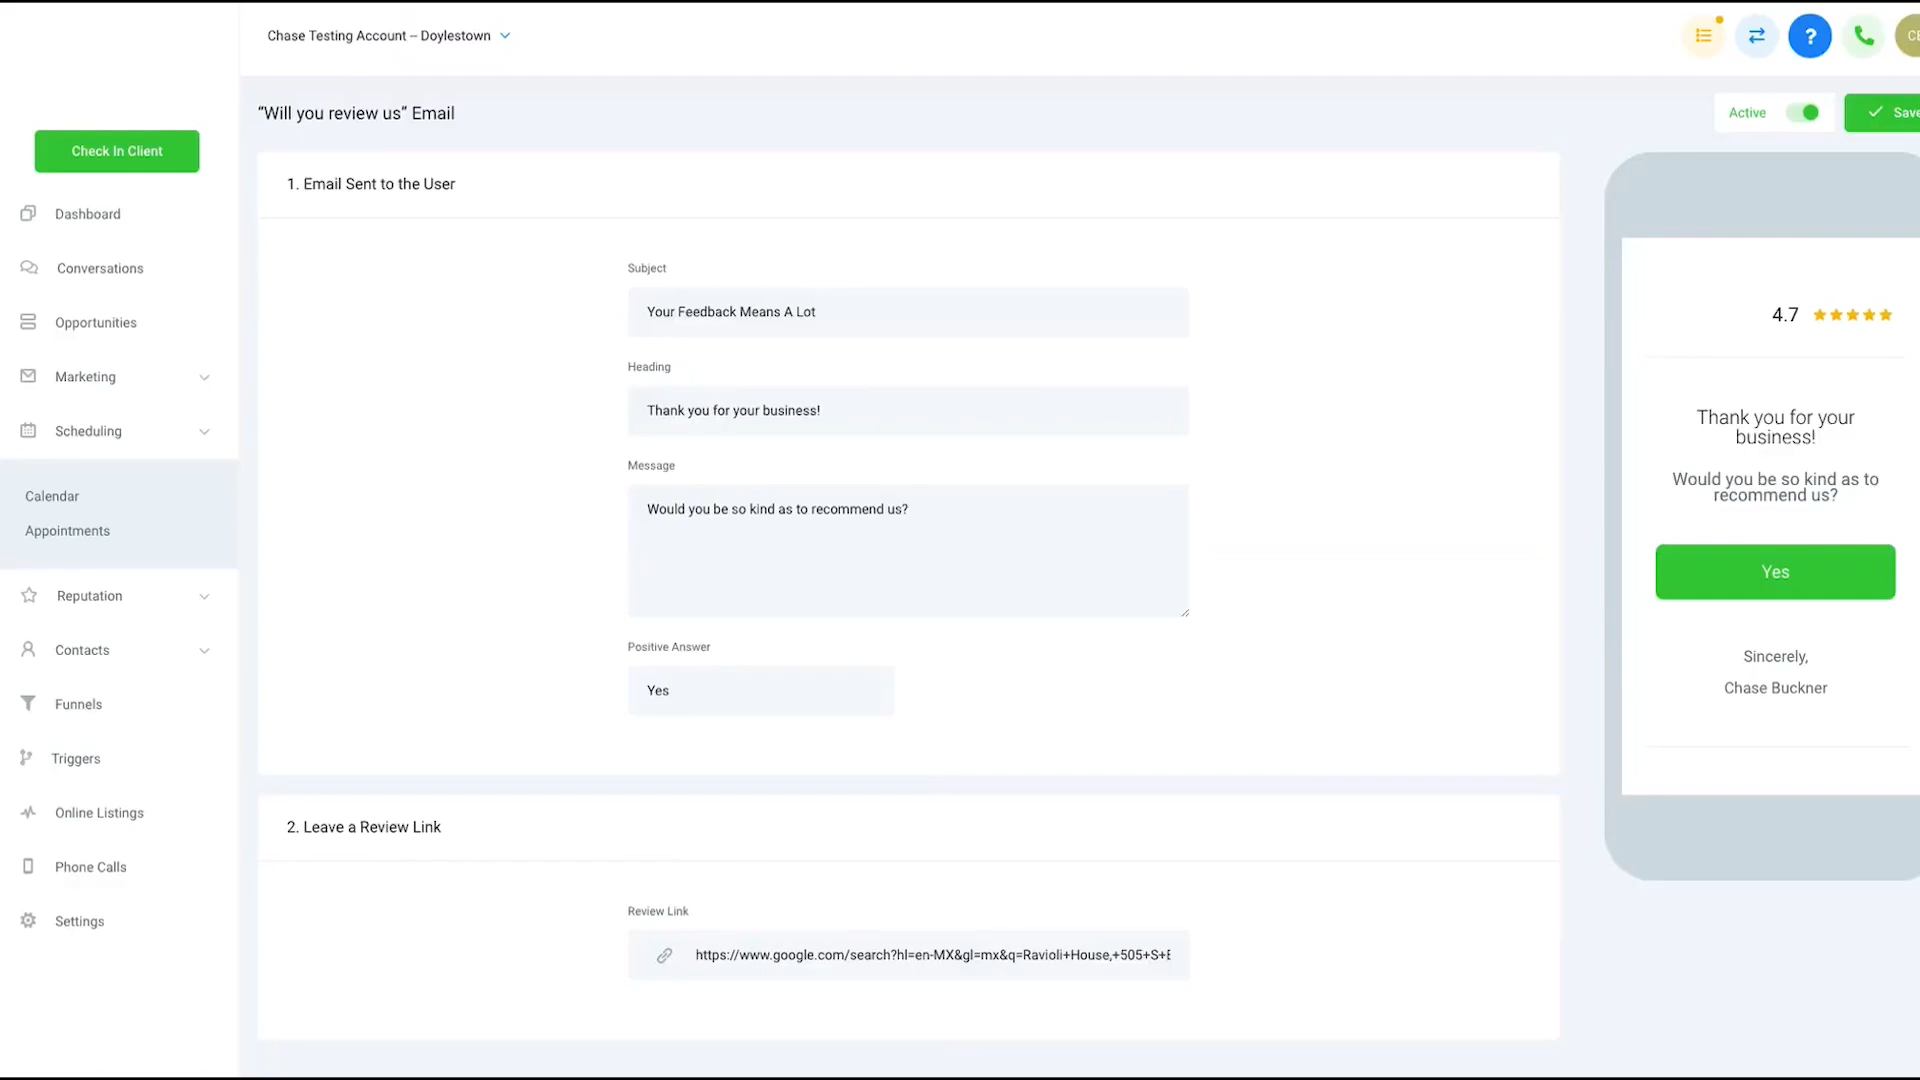 Chase Testing Account -- Doylestown
?
“Will you review us“ Email
Active
Save
Check In Client
Dashboard
Conversations
Opportunities
Marketing
Scheduling
Calendar
Appointments
Reputation
Contacts
Funnels
Triggers
Online Listings
Phone Calls
Settings
1. Email Sent to the User
Subject
Your Feedback Means A Lot
Heading
Thank you for your business!
Message
Would you be so kind as to recommend us?
Positive Answer
Yes
2. Leave a Review Link
Review Link
https://www.google.com/search?hl=en-MX&gl=mx&q=Ravioli+House,+505+S+E
4.7
Thank you for your
business!
Would you be so kind as to
recommend us?
Yes
Sincerely,
Chase Buckner